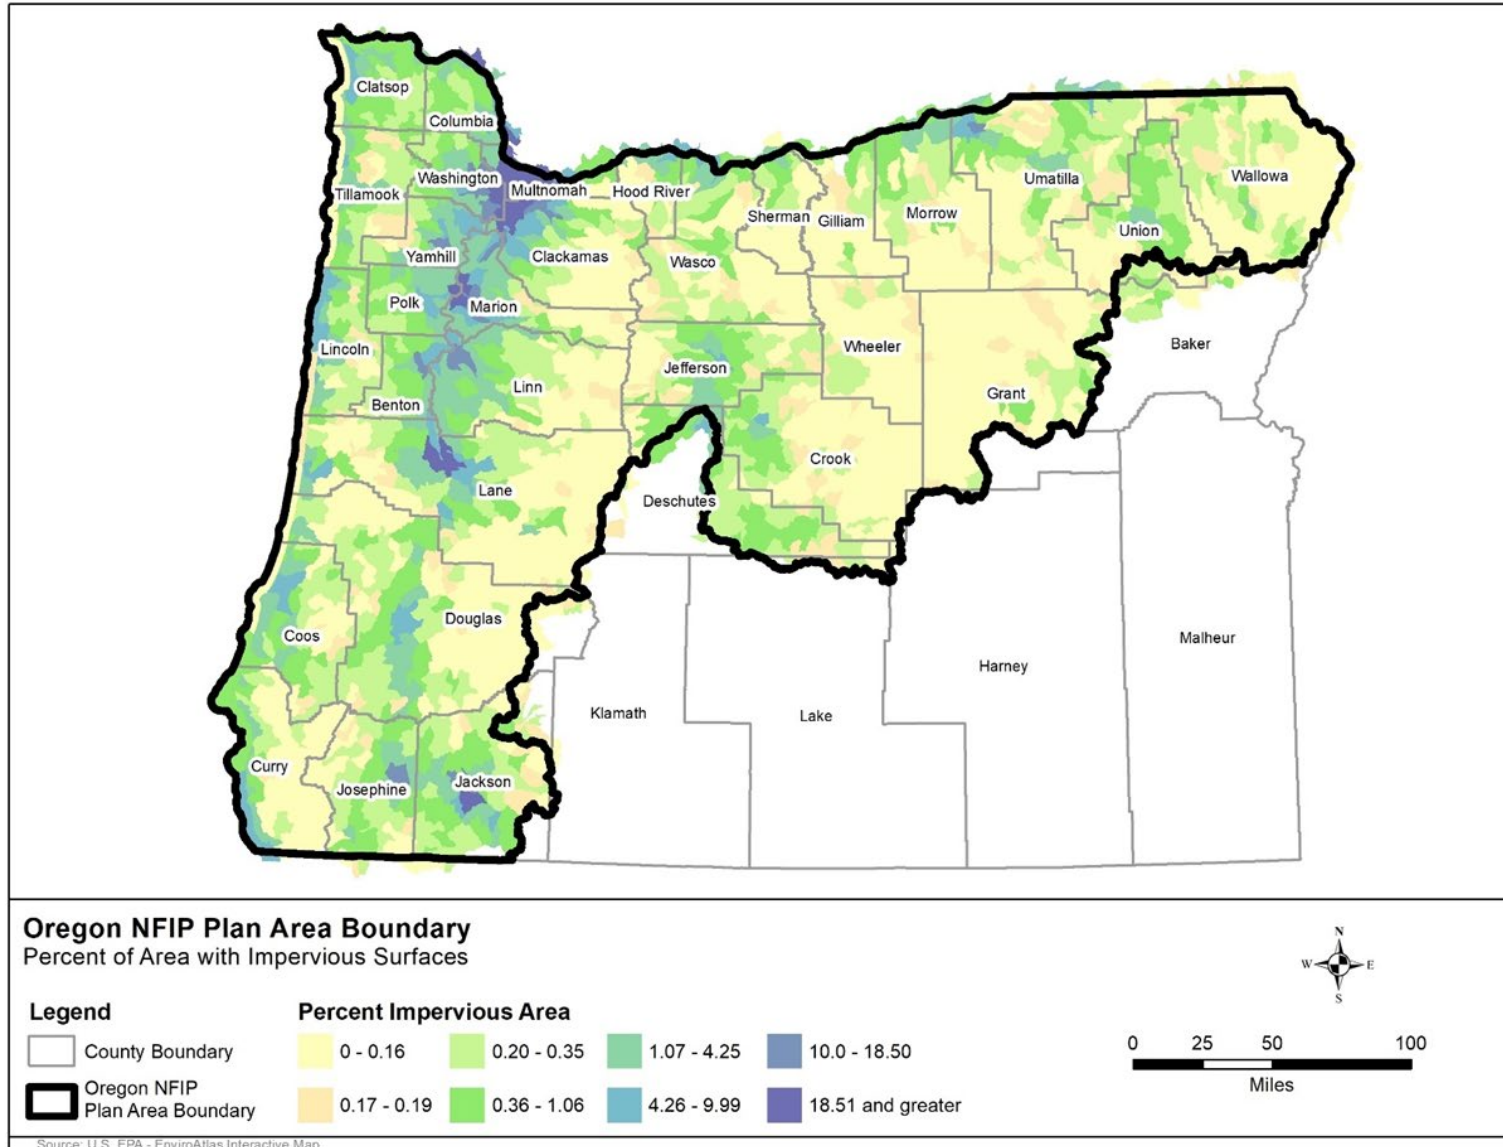 Clatsop
Columbia
Washington
Multnomah
Hood River
Tillamook
Sherman
Gilliam
Morrow
Umatilla
Wallowa
Union
Yamhill
Clackamas
Wasco
Polk
Marion
Lincoln
Jefferson
Wheeler
Baker
Linn
Grant
Benton
Crook
Lane
Deschutes
Douglas
Coos
Malheur
Harney
Klamath
Lake
Curry
Josephine
Jackson
Oregon NFIP Plan Area Boundary
Percent of Area with Impervious Surfaces
Legend
County Boundary
Oregon NFIP
Plan Area Boundary
Percent Impervious Area
0 - 0.16
0.17 - 0.19
0.20 - 0.35
0.36 - 1.06
1.07 - 4.25
4.26 - 9.99
10.0 - 18.50
18.51 and greater
N
W E
S
0 25 50 100
Miles
Source: U.S. EPA - EnviroAtlas Interactive Map